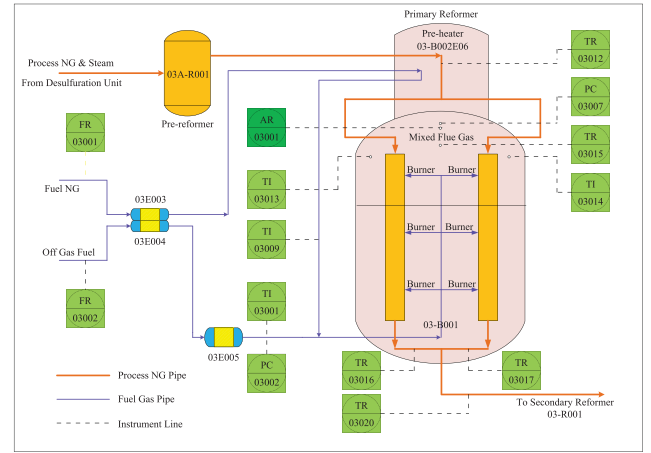 Primary Reformer
Pre-heater
03-B002E06
TR
03012
Process NG & Steam
From Desulfuration Unit
03A-R001
Pre-reformer
PC
03007
FR
03001
AR
03001
Mixed Flue Gas
TR
03015
Fuel NG
TI
03013
Burner
Burner
TI
03014
03E003
03E004
Off Gas Fuel
TI
03009
Burner
Burner
FR
03002
TI
03001
Burner
Burner
03-B001
03E005
PC
03002
TR
03016
TR
03017
Process NG Pipe
Fuel Gas Pipe
Instrument Line
TR
03020
To Secondary Reformer
03-R001